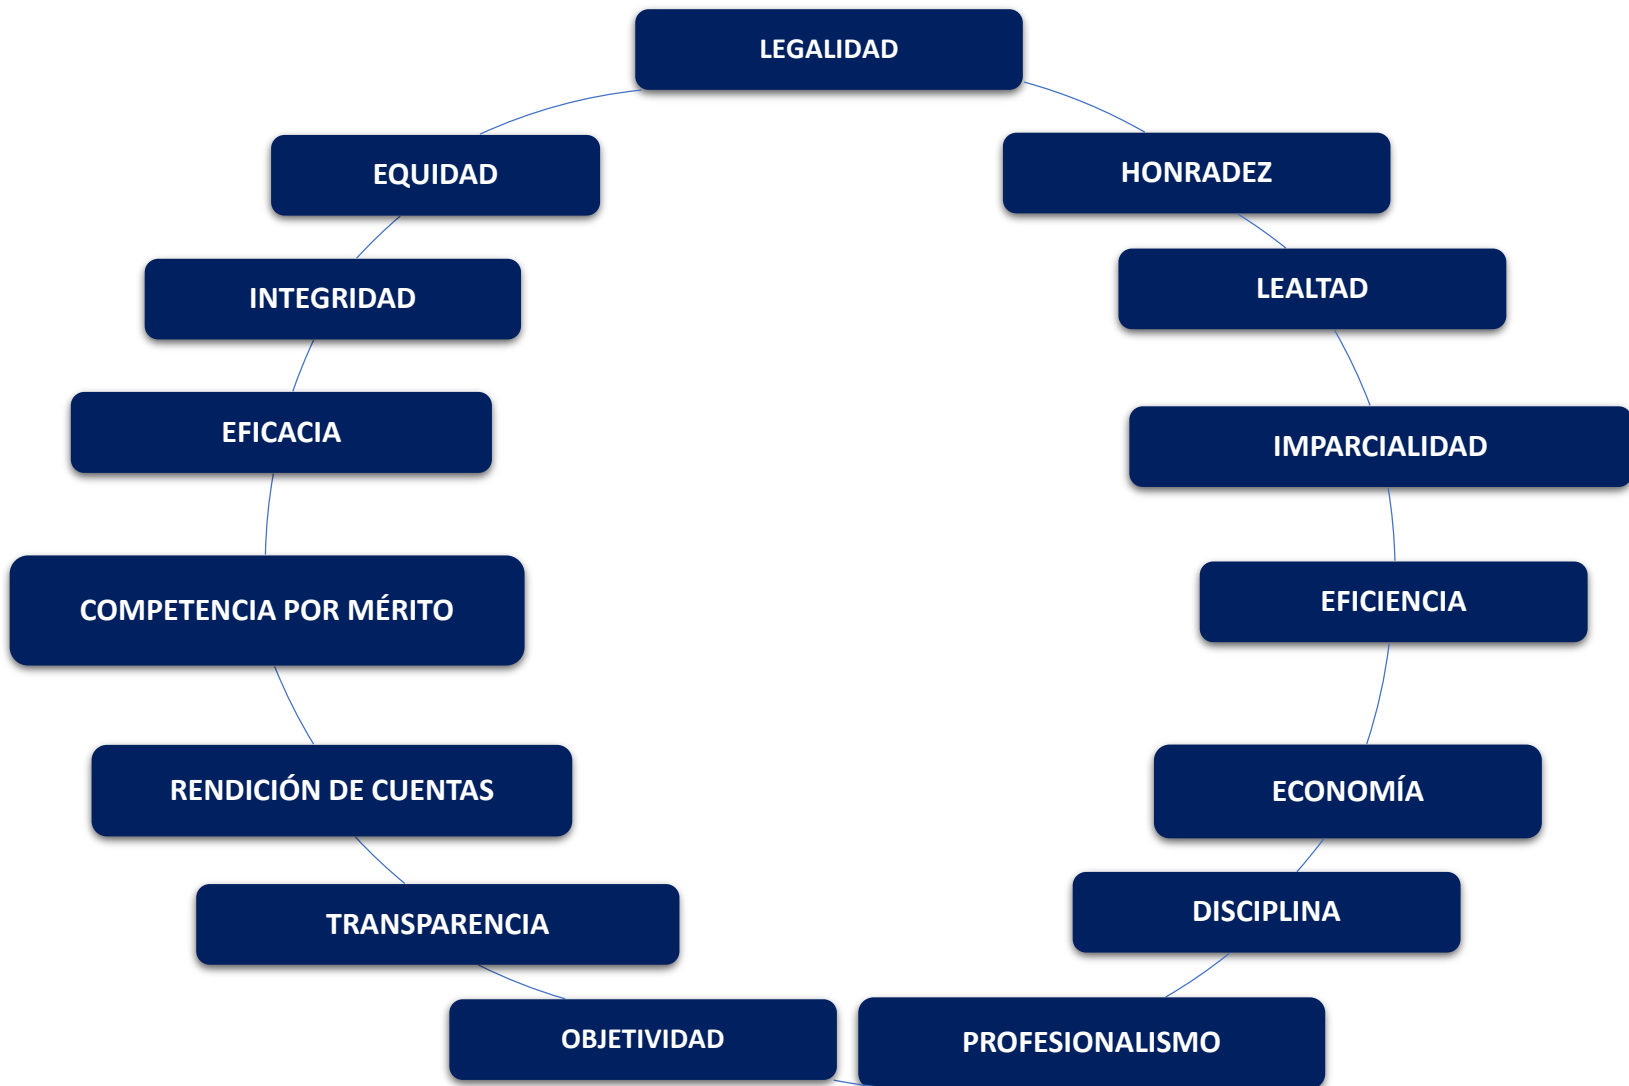 LEGALIDAD
HONRADEZ
LEALTAD
IMPARCIALIDAD
EFICIENCIA
ECONOMÍA
DISCIPLINA
PROFESIONALISMO
OBJETIVIDAD
TRANSPARENCIA
RENDICIÓN DE CUENTAS
COMPETENCIA POR MÉRITO
EFICACIA
INTEGRIDAD
EQUIDAD